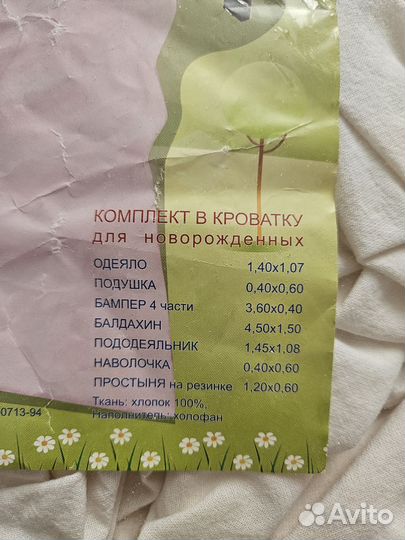 КОМПЛЕКТ В КРОВАТКУ
для новорожденных
ОДЕЯЛО 1,40х1,07
ПОДУШКА 0,40х0,60
БАМПЕР 4 части 3,60х0,40
БАЛДАХИН 4,50х1,50
ПОДОДЕЯЛЬНИК 1,45х1,08
НАВОЛОЧКА 0,40х0,60
ПРОСТЫНЯ на резинке 1,20х0,60
Ткань: хлопок 100%,
Наполнитель: холофан
0713-94
Avito